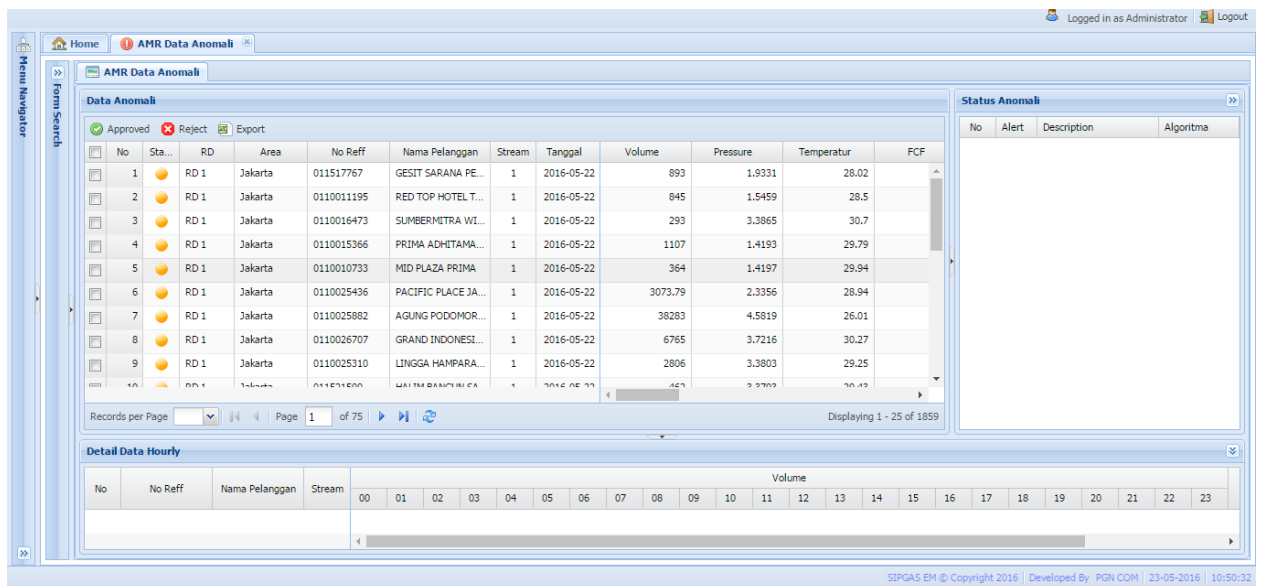 Logged in as Administrator Logout
Menu Navigator
Home AMR Data Anomali
Form Search
AMR Data Anomali
Data Anomali
Approved Reject Export
No Sta... RD Area No Reff Nama Pelanggan Stream Tanggal Volume Pressure Temperatur FCF
1 RD 1 Jakarta 011517767 GESIT SARANA PE... 1 2016-05-22 893 1.9331 28.02
2 RD 1 Jakarta 0110011195 RED TOP HOTEL T... 1 2016-05-22 845 1.5459 28.5
3 RD 1 Jakarta 0110016473 SUMBERMITRA WI... 1 2016-05-22 293 3.3865 30.7
4 RD 1 Jakarta 0110015366 PRIMA ADHITAMA... 1 2016-05-22 1107 1.4193 29.79
5 RD 1 Jakarta 0110010733 MID PLAZA PRIMA 1 2016-05-22 364 1.4197 29.94
6 RD 1 Jakarta 0110025436 PACIFIC PLACE JA... 1 2016-05-22 3073.79 2.3356 28.94
7 RD 1 Jakarta 0110025882 AGUNG PODOMOR... 1 2016-05-22 38283 4.5819 26.01
8 RD 1 Jakarta 0110026707 GRAND INDONESI... 1 2016-05-22 6765 3.7216 30.27
9 RD 1 Jakarta 0110025310 LINGGA HAMPARA... 1 2016-05-22 2806 3.3803 29.25
10 RD 1 Jakarta 1 2016-05-22
Records per Page Page 1 of 75 Displaying 1 - 25 of 1859
Status Anomali
No Alert Description Algoritma
Detail Data Hourly
No No Reff Nama Pelanggan Stream Volume
00 01 02 03 04 05 06 07 08 09 10 11 12 13 14 15 16 17 18 19 20 21 22 23
SIPGAS EM © Copyright 2016 Developed By PGN COM 23-05-2016 10:50:32